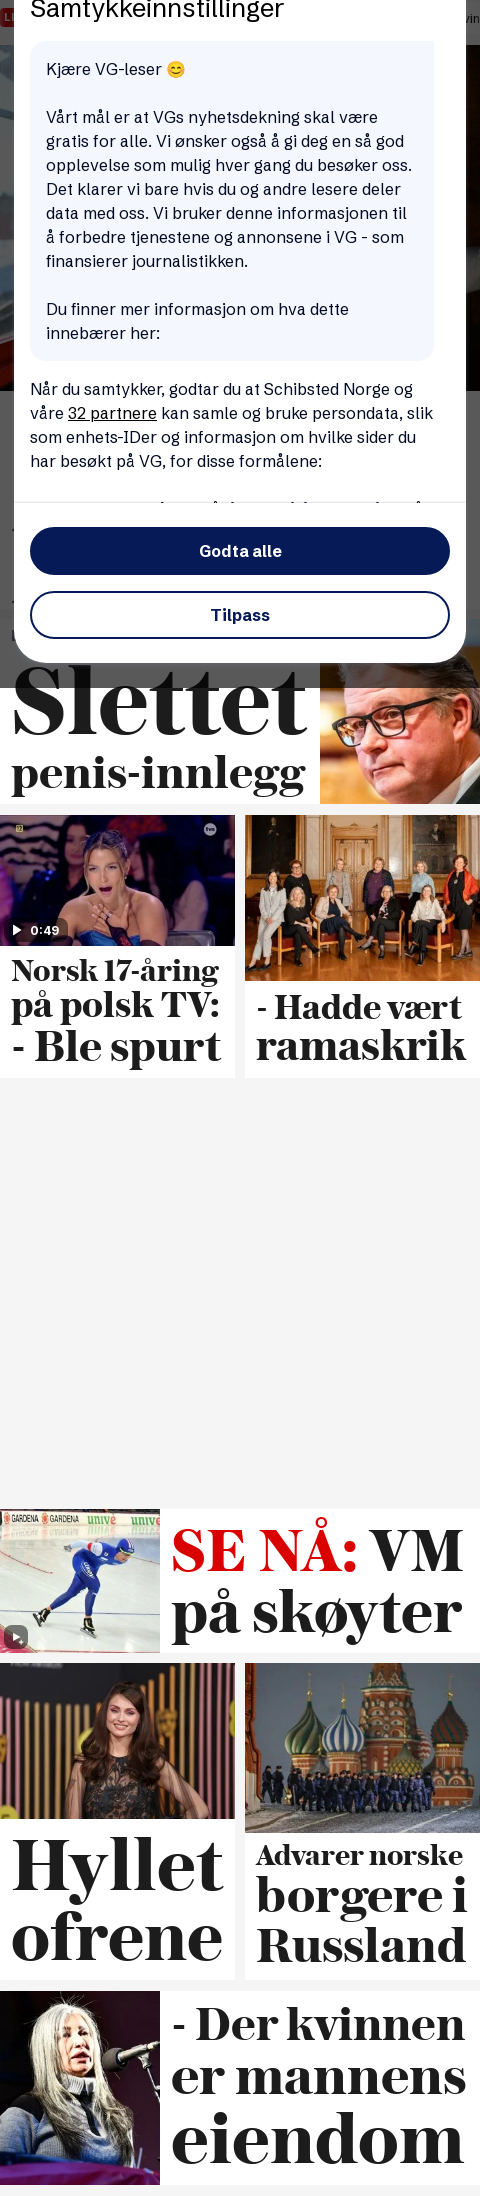 Samtykkeinnstillinger
Kjære VG-leser 😊
Vårt mål er at VGs nyhetsdekning skal være
gratis for alle. Vi ønsker også å gi deg en så god
opplevelse som mulig hver gang du besøker oss.
Det klarer vi bare hvis du og andre lesere deler
data med oss. Vi bruker denne informasjonen til
å forbedre tjenestene og annonsene i VG - som
finansierer journalistikken.
Du finner mer informasjon om hva dette
innebærer her:
Når du samtykker, godtar du at Schibsted Norge og
våre 32 partnere kan samle og bruke persondata, slik
som enhets-IDer og informasjon om hvilke sider du
har besøkt på VG, for disse formålene:
Godta alle
Tilpass
Slettet
penis-innlegg
0:49
Norsk 17-åring
på polsk TV:
- Ble spurt
- Hadde vært
ramaskrik
GARDENA GARDENA univé
SE NÅ: VM
på skøyter
Hyllet
ofrene
Advarer norske
borgere i
Russland
- Der kvinnen
er mannens
eiendom